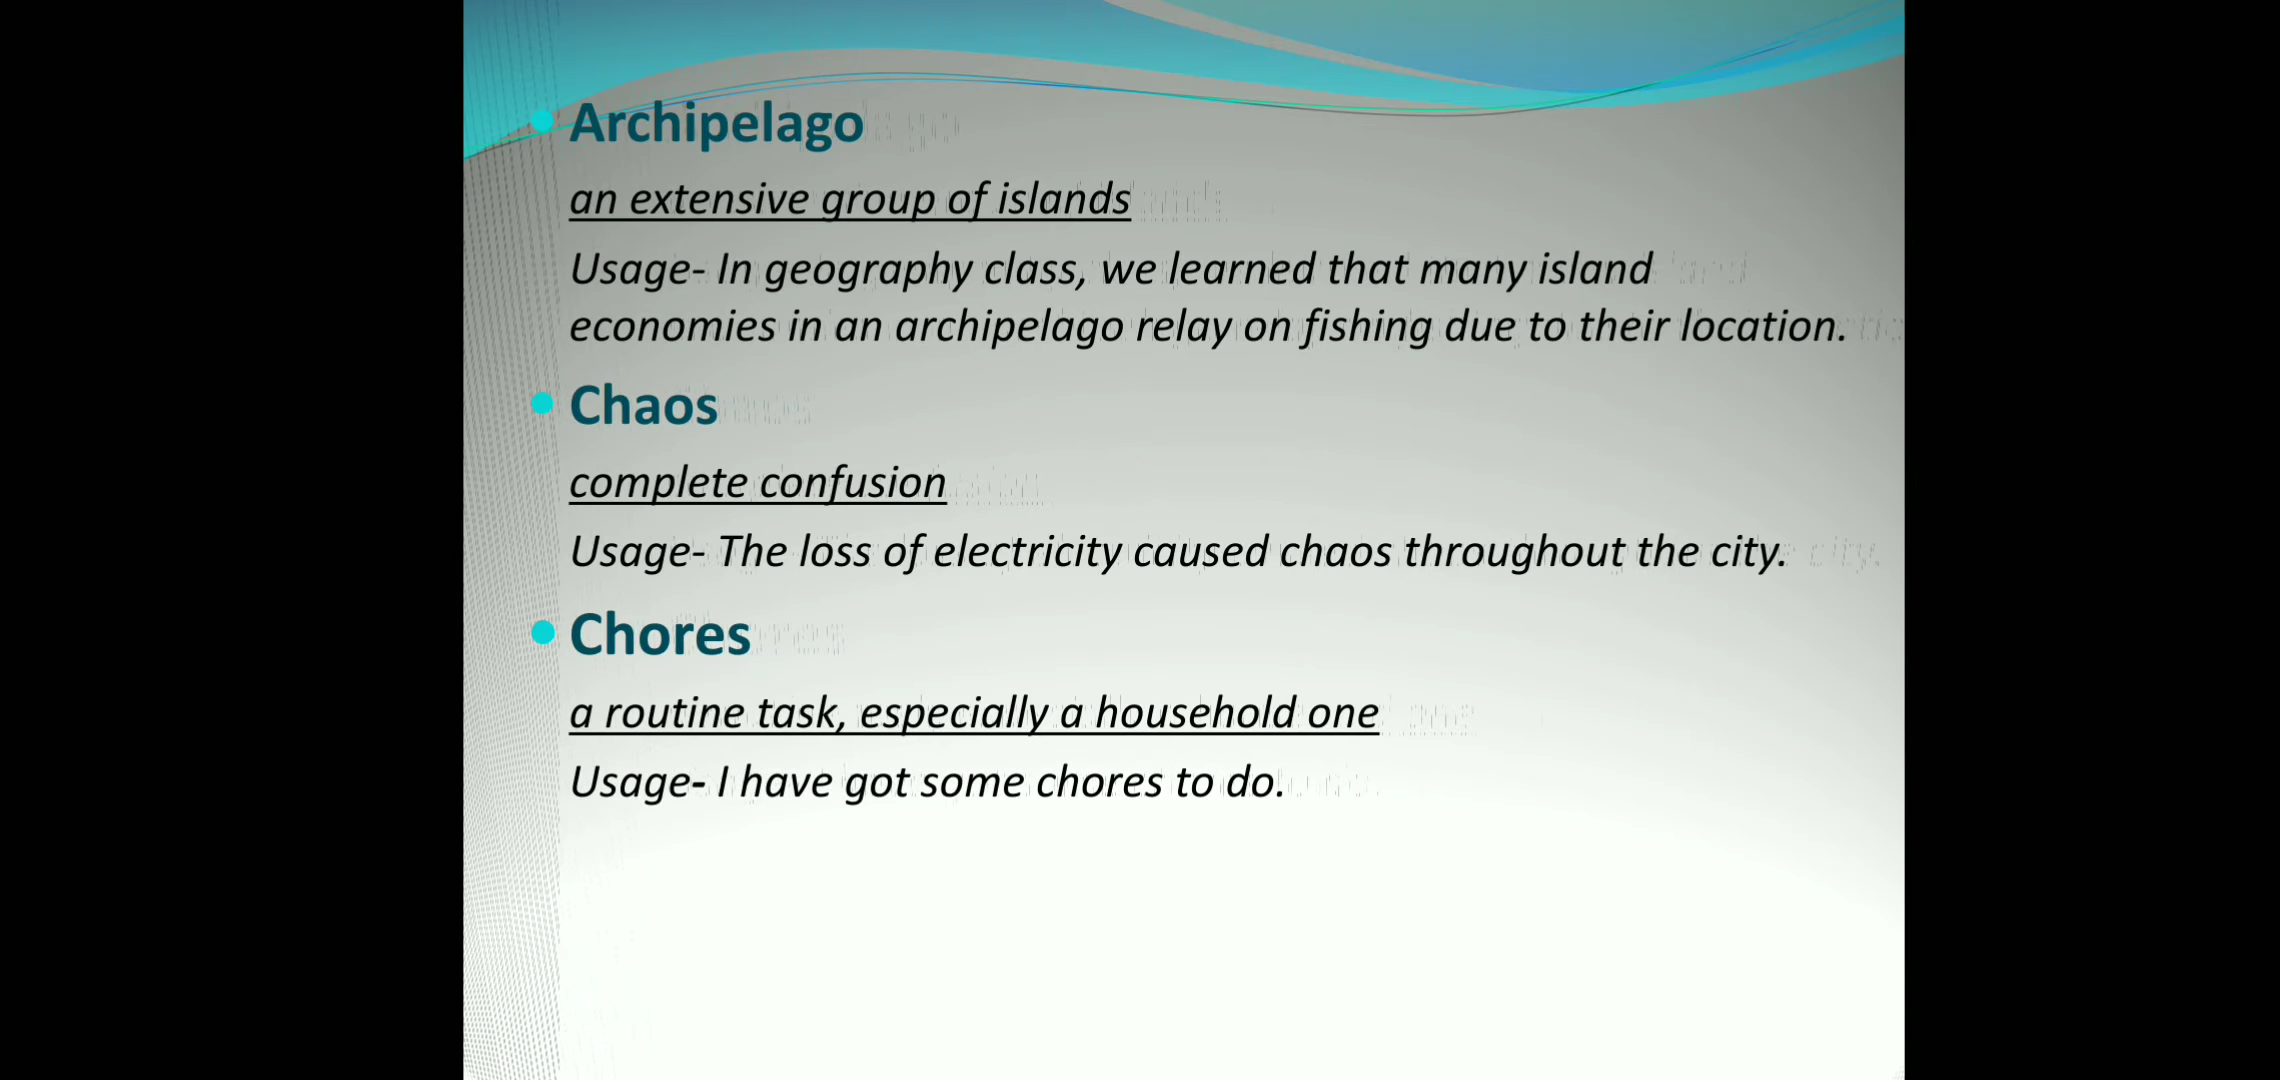 Archipelago
an extensive group of islands
Usage- In geography class, we learned that many island
economies in an archipelago relay on fishing due to their location.
Chaos
complete confusion
Usage- The loss of electricity caused chaos throughout the city.
Chores
a routine task, especially a household one
Usage- I have got some chores to do.